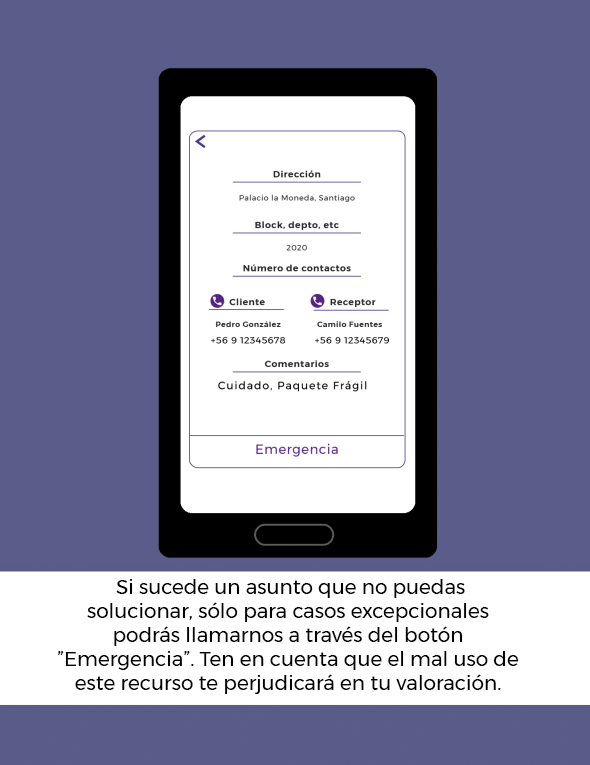 Dirección
Palacio la Moneda, Santiago
Block, depto, etc
2020
Número de contactos
Cliente Receptor
Pedro González Camilo Fuentes
+56 9 12345678 +56 9 12345679
Comentarios
Cuidado, Paquete Frágil
Emergencia
Si sucede un asunto que no puedas
solucionar, sólo para casos excepcionales
podrás llamarnos a través del botón
”Emergencia”. Ten en cuenta que el mal uso de
este recurso te perjudicará en tu valoración.